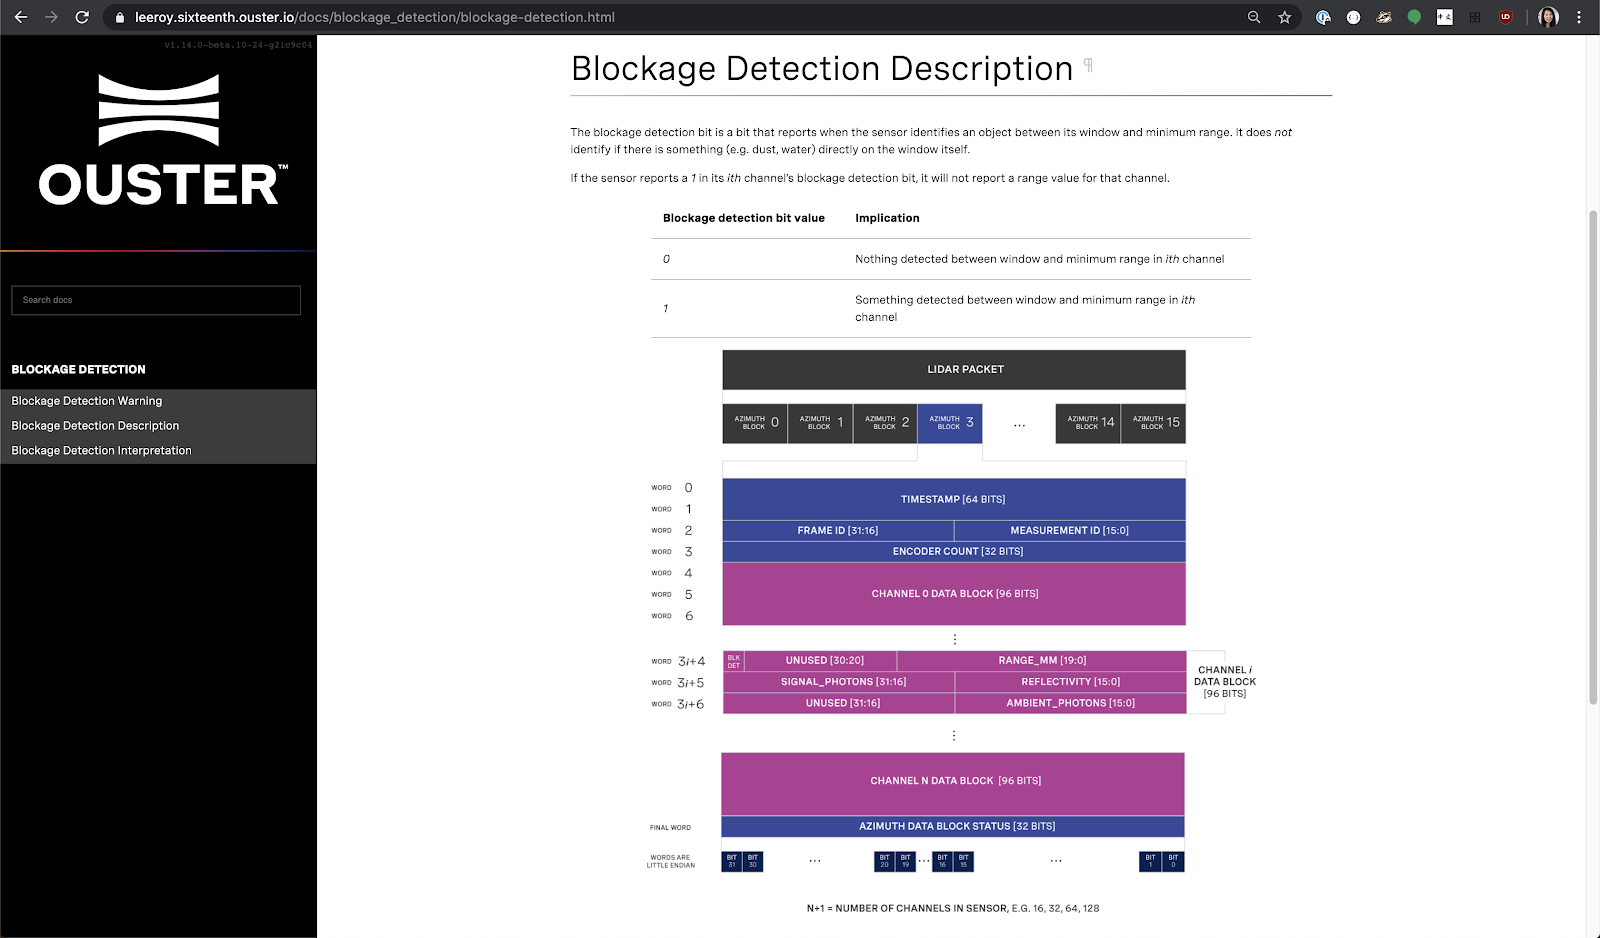 leeroy.sixteenth.ouster.io/docs/blockage_detection/blockage-detection.html
v1.14.0-beta.10-24-g21c9c04
OUSTER™
Search docs
BLOCKAGE DETECTION
Blockage Detection Warning
Blockage Detection Description
Blockage Detection Interpretation
Blockage Detection Description ¶
The blockage detection bit is a bit that reports when the sensor identifies an object between its window and minimum range. It does not
identify if there is something (e.g. dust, water) directly on the window itself.
If the sensor reports a 1 in its ith channel's blockage detection bit, it will not report a range value for that channel.
Blockage detection bit value Implication
0 Nothing detected between window and minimum range in ith channel
1 Something detected between window and minimum range in ith
channel
LIDAR PACKET
AZIMUTH BLOCK 0 AZIMUTH BLOCK 1 AZIMUTH BLOCK 2 AZIMUTH BLOCK 3 ... AZIMUTH BLOCK 14 AZIMUTH BLOCK 15
WORD 0
TIMESTAMP [64 BITS]
WORD 1
WORD 2 FRAME ID [31:16] MEASUREMENT ID [15:0]
WORD 3 ENCODER COUNT [32 BITS]
WORD 4
WORD 5 CHANNEL 0 DATA BLOCK [96 BITS]
WORD 6
⋮
WORD 3i+4 BLK DET UNUSED [30:20] RANGE_MM [19:0]
WORD 3i+5 SIGNAL_PHOTONS [31:16] REFLECTIVITY [15:0]
WORD 3i+6 UNUSED [31:16] AMBIENT_PHOTONS [15:0]
CHANNEL i
DATA BLOCK
[96 BITS]
⋮
CHANNEL N DATA BLOCK [96 BITS]
FINAL WORD AZIMUTH DATA BLOCK STATUS [32 BITS]
WORDS ARE
LITTLE ENDIAN
BIT 31 BIT 30 ... BIT 20 BIT 19 ... BIT 16 BIT 15 ... BIT 1 BIT 0
N+1 = NUMBER OF CHANNELS IN SENSOR, E.G. 16, 32, 64, 128